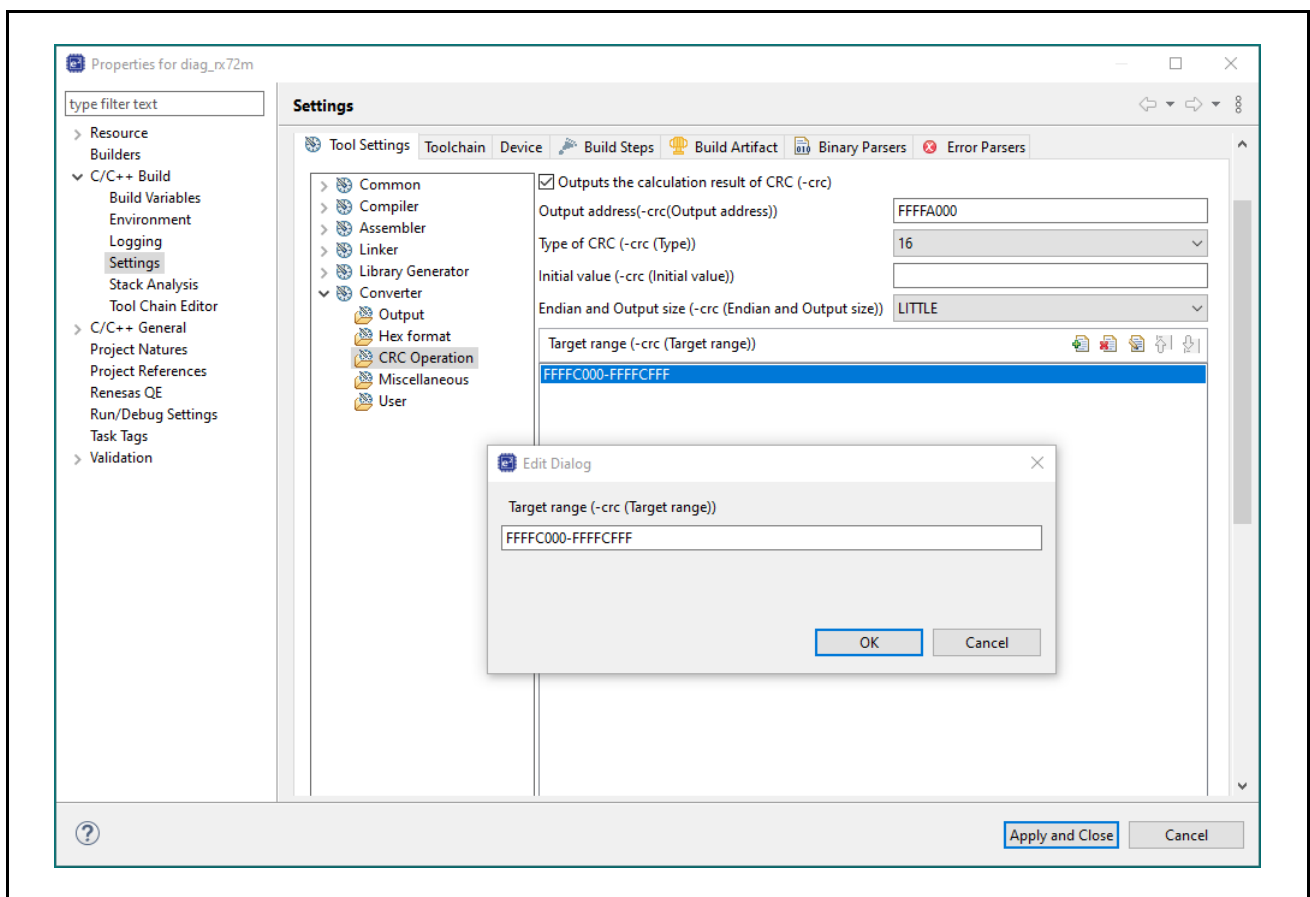 Properties for diag_rx72m
type filter text
Resource
Builders
C/C++ Build
Build Variables
Environment
Logging
Settings
Stack Analysis
Tool Chain Editor
C/C++ General
Project Natures
Project References
Renesas QE
Run/Debug Settings
Task Tags
Validation
Settings
Tool Settings Toolchain Device Build Steps Build Artifact Binary Parsers Error Parsers
Common
Compiler
Assembler
Linker
Library Generator
Converter
Output
Hex format
CRC Operation
Miscellaneous
User
Outputs the calculation result of CRC (-crc)
Output address(-crc(Output address)) FFFFA000
Type of CRC (-crc (Type)) 16
Initial value (-crc (Initial value))
Endian and Output size (-crc (Endian and Output size)) LITTLE
Target range (-crc (Target range))
FFFFC000-FFFFCFFF
Edit Dialog
Target range (-crc (Target range))
FFFFC000-FFFFCFFF
OK Cancel
Apply and Close Cancel